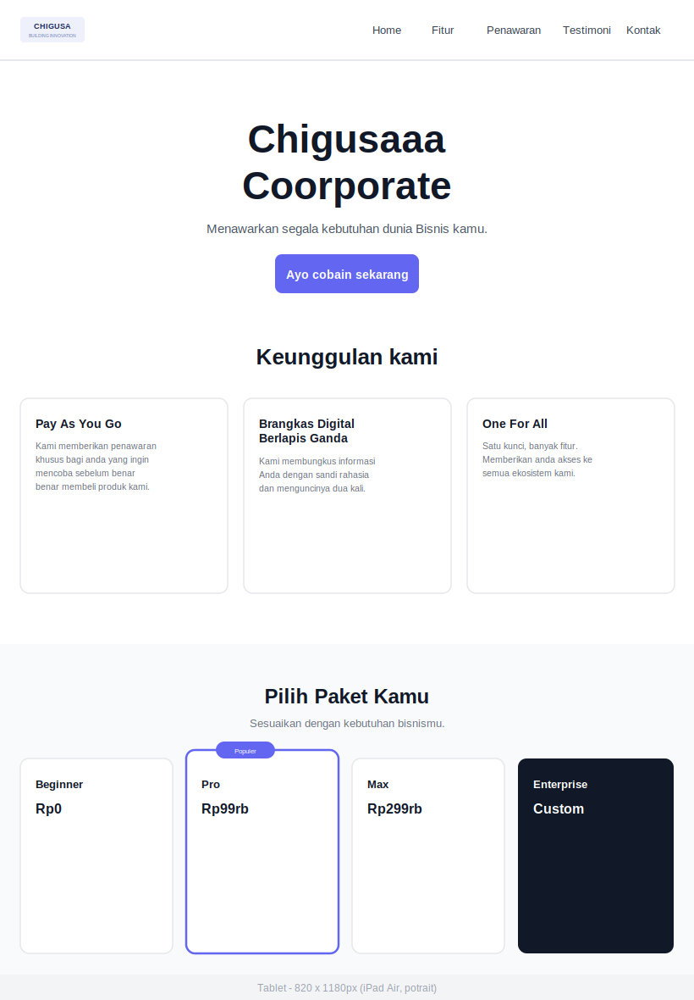 CHIGUSA
BUILDING INNOVATION
Home Fitur Penawaran Testimoni Kontak
Chigusaaa
Coorporate
Menawarkan segala kebutuhan dunia Bisnis kamu.
Ayo cobain sekarang
Keunggulan kami
Pay As You Go
Kami memberikan penawaran
khusus bagi anda yang ingin
mencoba sebelum benar
benar membeli produk kami.
Brangkas Digital
Berlapis Ganda
Kami membungkus informasi
Anda dengan sandi rahasia
dan menguncinya dua kali.
One For All
Satu kunci, banyak fitur.
Memberikan anda akses ke
semua ekosistem kami.
Pilih Paket Kamu
Sesuaikan dengan kebutuhan bisnismu.
Beginner
Rp0
Populer
Pro
Rp99rb
Max
Rp299rb
Enterprise
Custom
Tablet - 820 x 1180px (iPad Air, potrait)